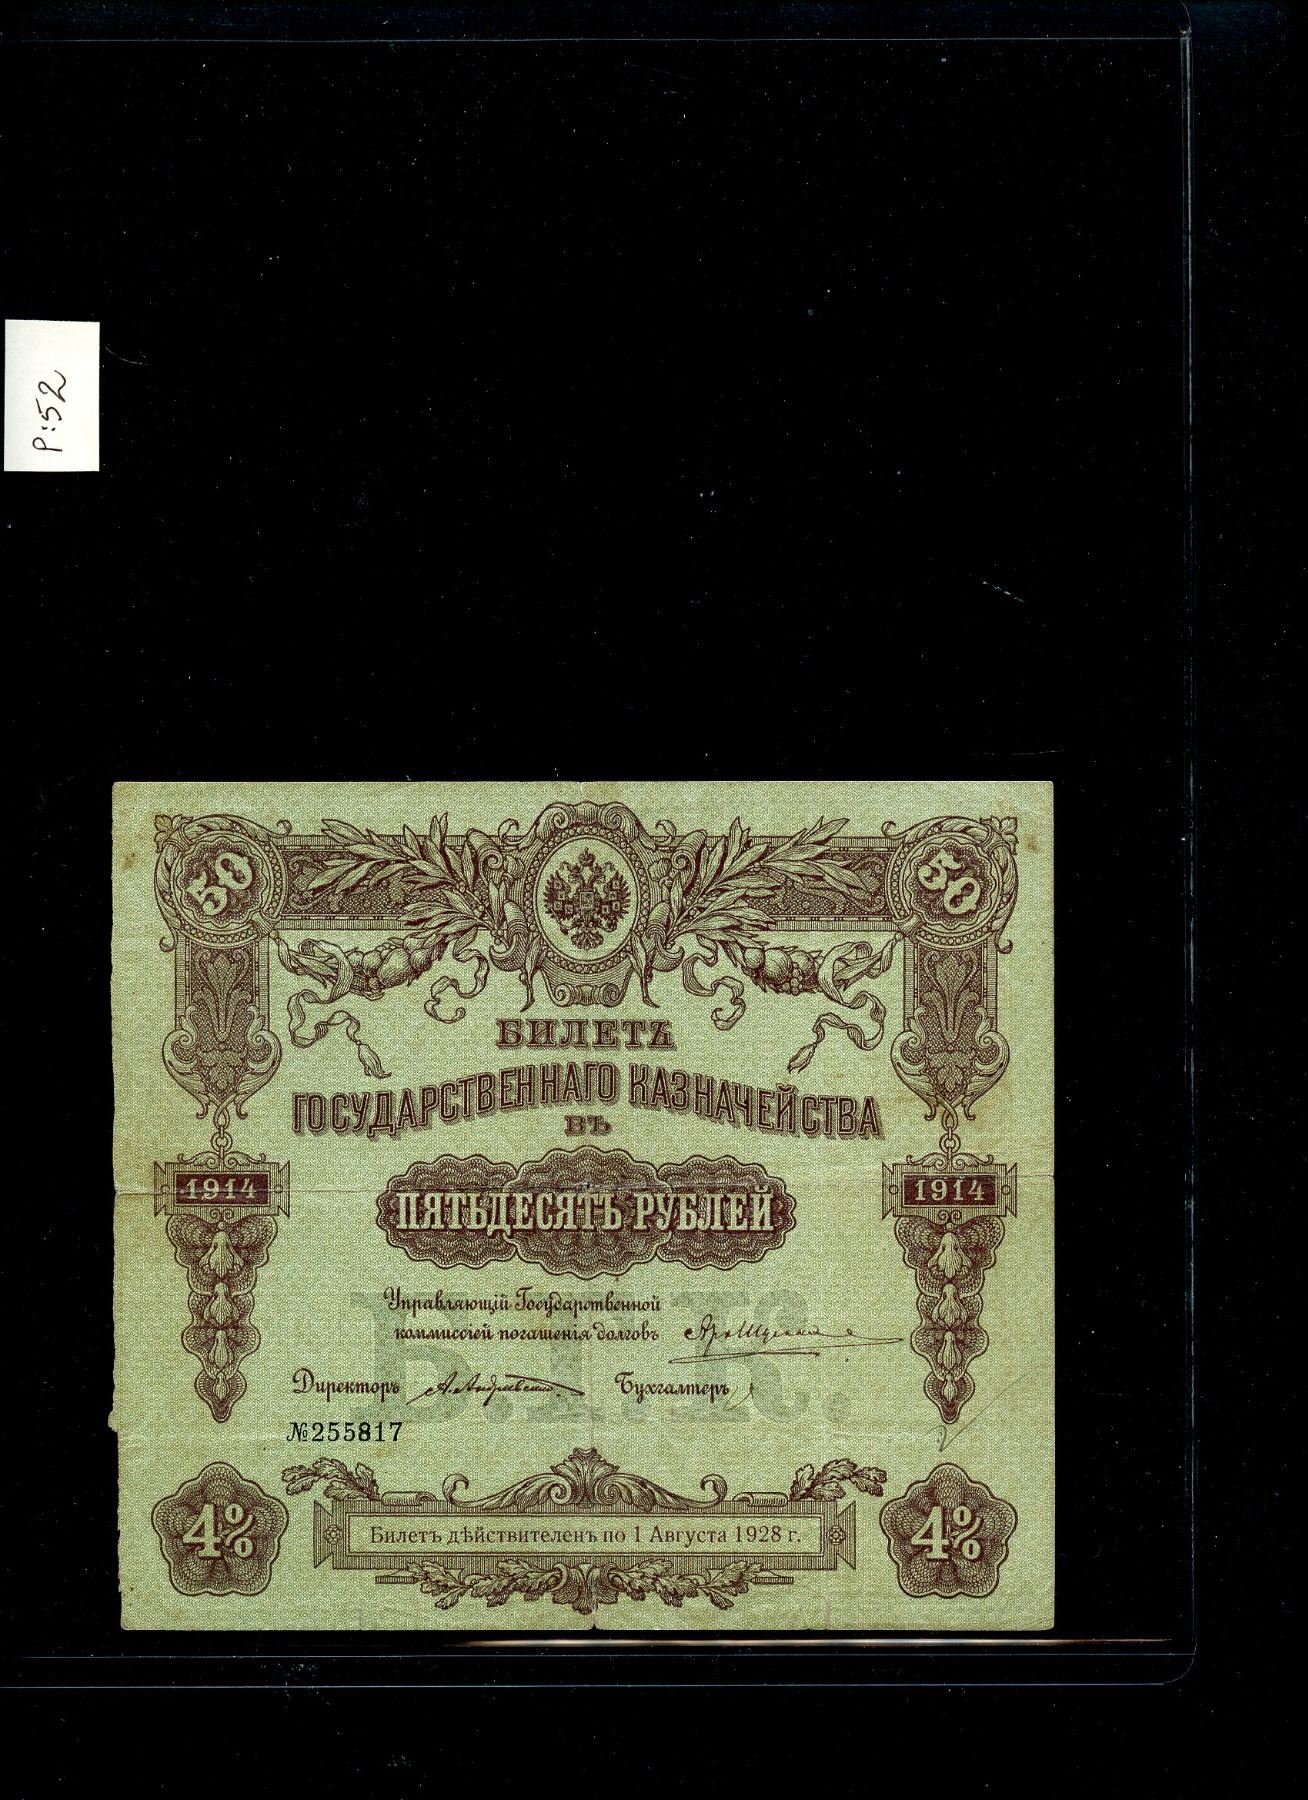 P:52
50
50
БИЛЕТЪ
ГОСУДАРСТВЕННАГО КАЗНАЧЕЙСТВА
ВЪ
1914
1914
ПЯТЬДЕСЯТЪ РУБЛЕЙ
Управляющій Государственной
коммиссіей погашенія долговъ
Директоръ
Бухгалтеръ
№255817
4%
4%
Билетъ дѣйствителенъ по 1 Августа 1928 г.